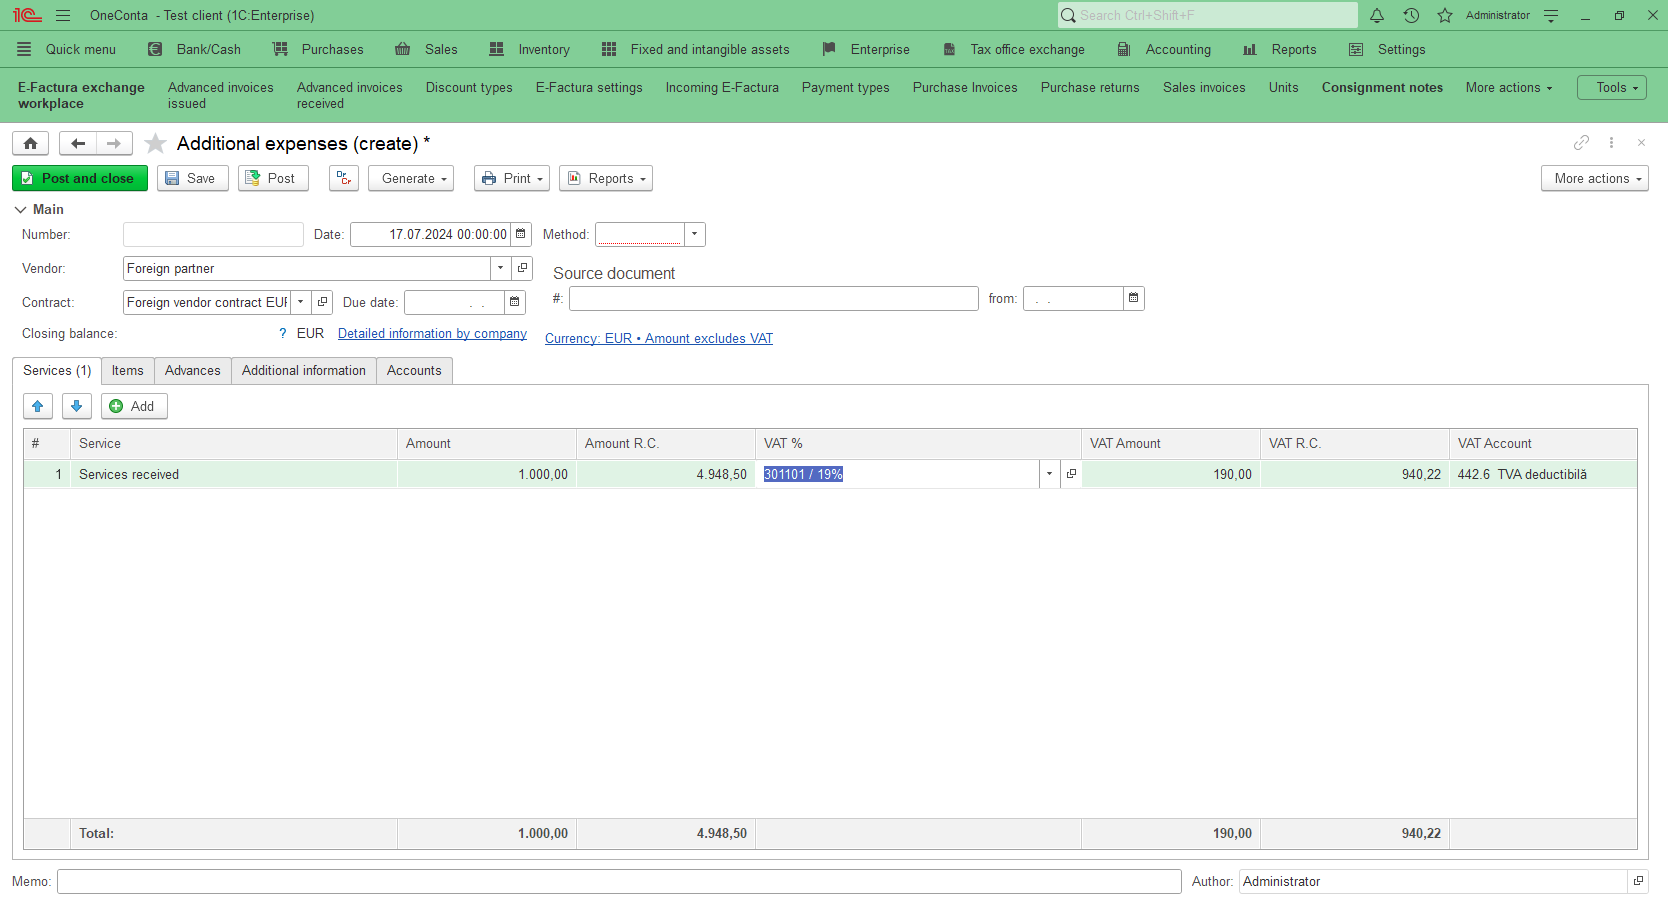 OneConta - Test client (1C:Enterprise)
Search Ctrl+Shift+F
Administrator
Quick menu
Bank/Cash
Purchases
Sales
Inventory
Fixed and intangible assets
Enterprise
Tax office exchange
Accounting
Reports
Settings
E-Factura exchange
workplace
Advanced invoices
issued
Advanced invoices
received
Discount types
E-Factura settings
Incoming E-Factura
Payment types
Purchase Invoices
Purchase returns
Sales invoices
Units
Consignment notes
More actions
Tools
Additional expenses (create) *
Post and close
Save
Post
Dr
Cr
Generate
Print
Reports
More actions
Main
Number:
Date: 17.07.2024 00:00:00
Method:
Vendor: Foreign partner
Source document
Contract: Foreign vendor contract EUF
Due date: . .
#:
from: . .
Closing balance: ? EUR Detailed information by company
Currency: EUR • Amount excludes VAT
Services (1)
Items
Advances
Additional information
Accounts
Add
# Service Amount Amount R.C. VAT % VAT Amount VAT R.C. VAT Account
1 Services received 1.000,00 4.948,50 301101 / 19% 190,00 940,22 442.6 TVA deductibilă
Total: 1.000,00 4.948,50 190,00 940,22
Memo:
Author: Administrator